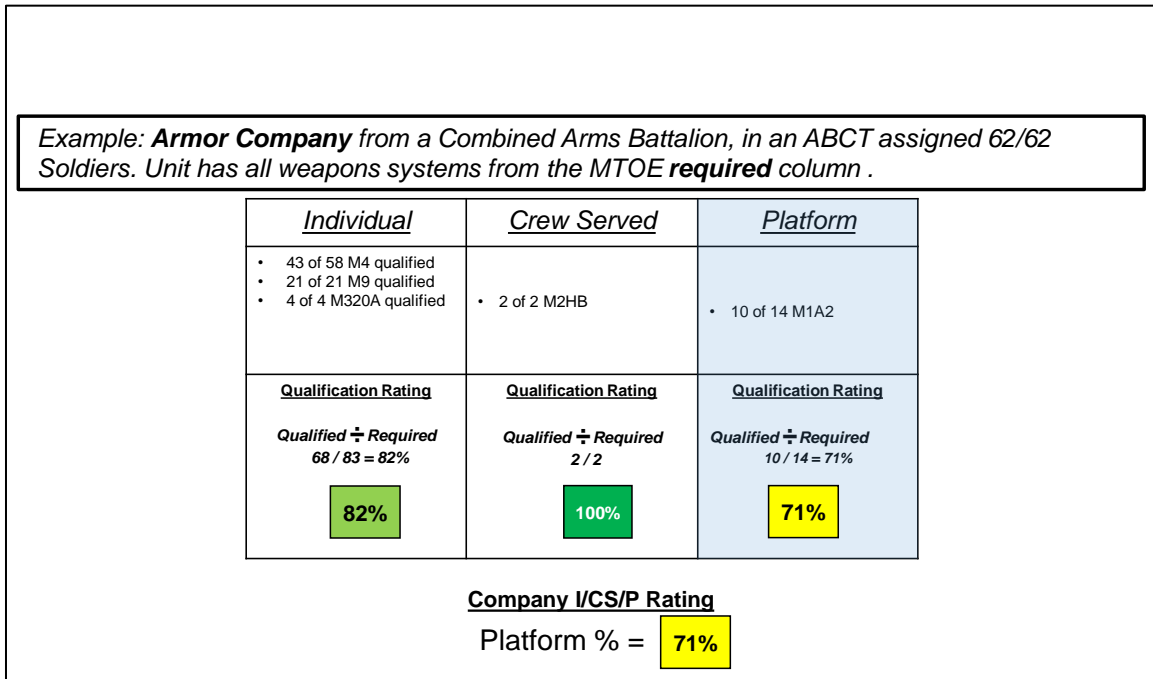 Example: Armor Company from a Combined Arms Battalion, in an ABCT assigned 62/62
Soldiers. Unit has all weapons systems from the MTOE required column .
Individual
Crew Served
Platform
• 43 of 58 M4 qualified
• 21 of 21 M9 qualified
• 4 of 4 M320A qualified
• 2 of 2 M2HB
• 10 of 14 M1A2
Qualification Rating
Qualified ÷ Required
68 / 83 = 82%
82%
Qualification Rating
Qualified ÷ Required
2 / 2
100%
Qualification Rating
Qualified ÷ Required
10 / 14 = 71%
71%
Company I/CS/P Rating
Platform % = 71%